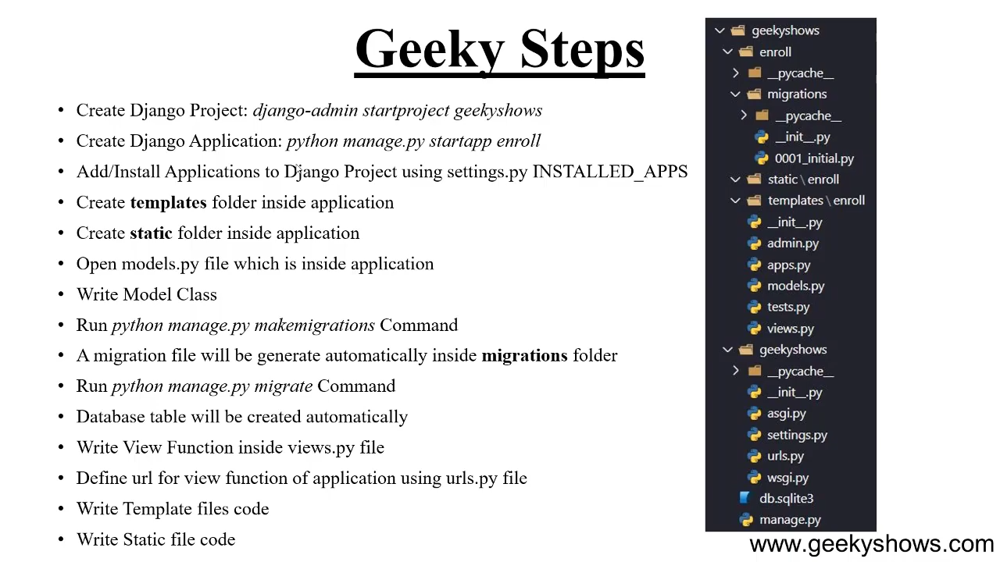 Geeky Steps
• Create Django Project: django-admin startproject geekyshows
• Create Django Application: python manage.py startapp enroll
• Add/Install Applications to Django Project using settings.py INSTALLED_APPS
• Create templates folder inside application
• Create static folder inside application
• Open models.py file which is inside application
• Write Model Class
• Run python manage.py makemigrations Command
• A migration file will be generate automatically inside migrations folder
• Run python manage.py migrate Command
• Database table will be created automatically
• Write View Function inside views.py file
• Define url for view function of application using urls.py file
• Write Template files code
• Write Static file code
geekyshows
enroll
__pycache__
migrations
__pycache__
__init__.py
0001_initial.py
static \ enroll
templates \ enroll
__init__.py
admin.py
apps.py
models.py
tests.py
views.py
geekyshows
__pycache__
__init__.py
asgi.py
settings.py
urls.py
wsgi.py
db.sqlite3
manage.py
www.geekyshows.com